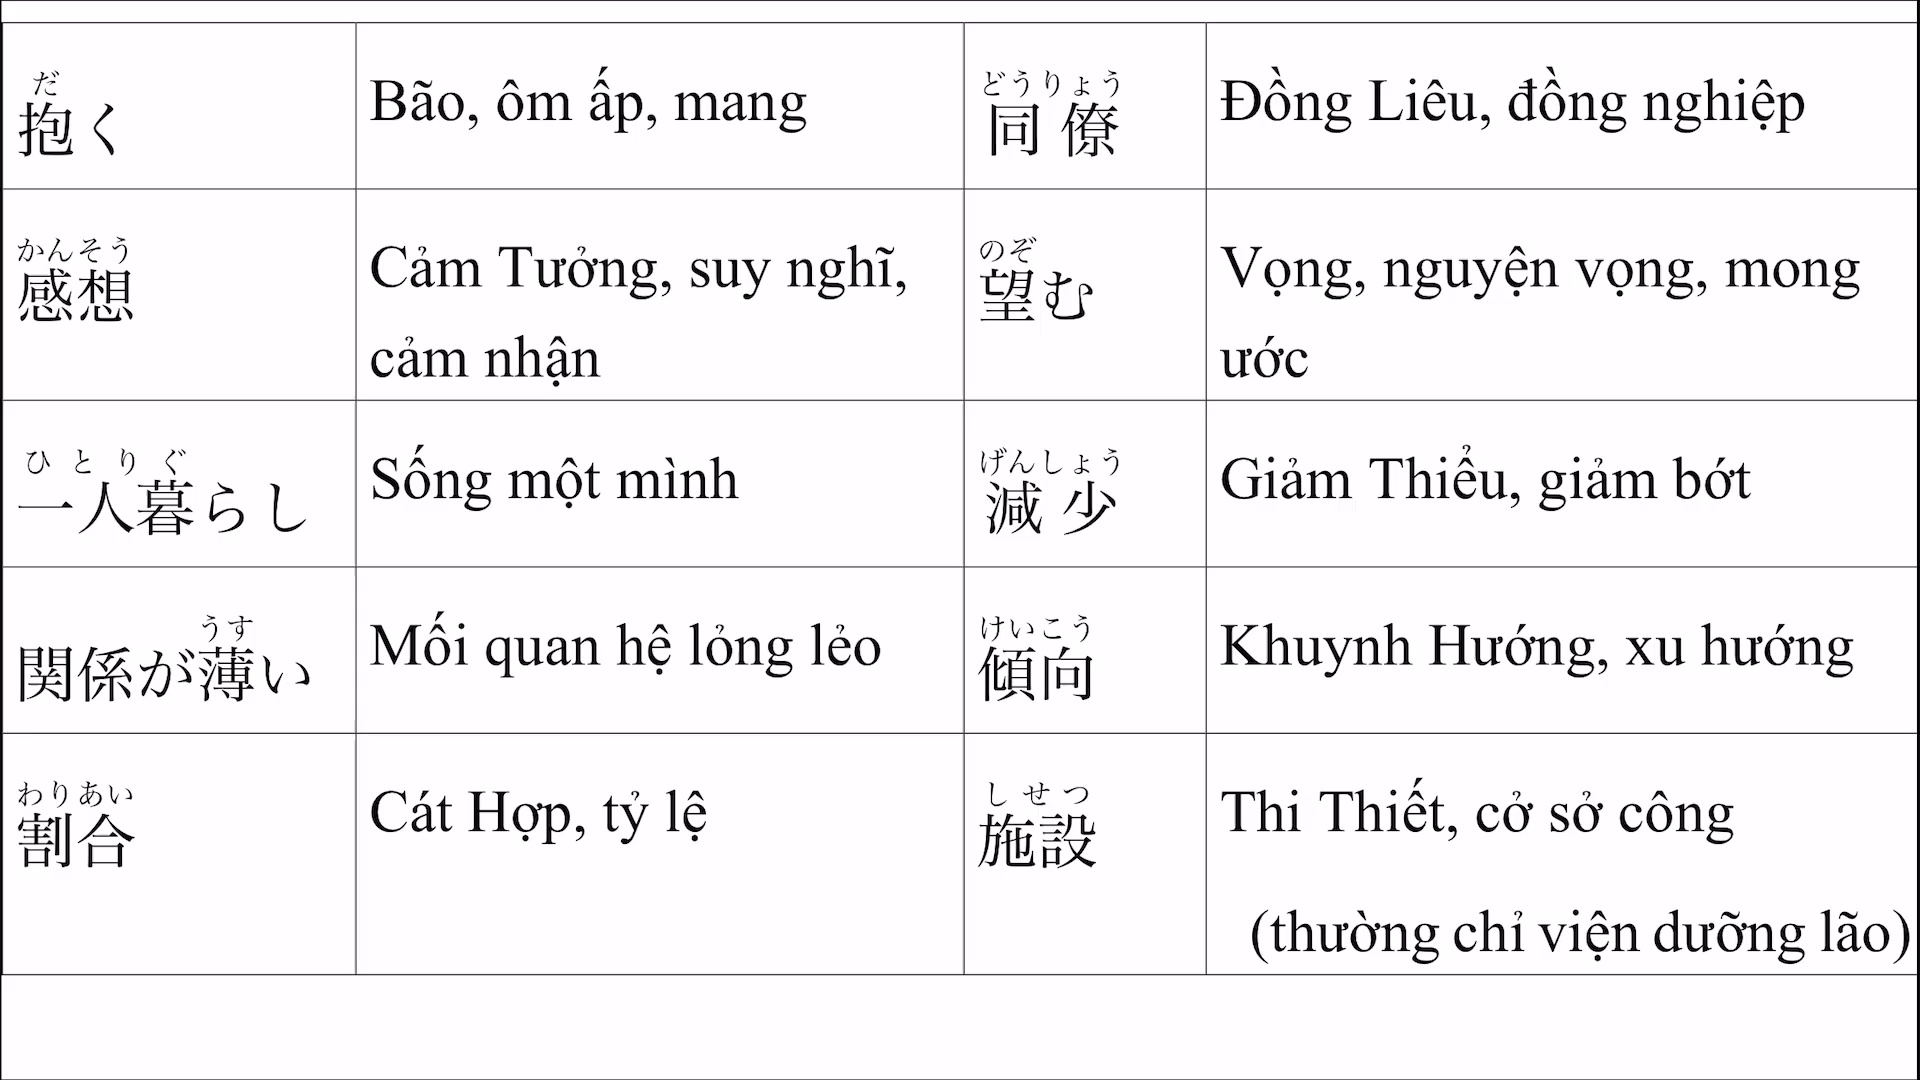 だ
抱く
Bão, ôm ấp, mang
どうりょう
同僚
Đồng Liêu, đồng nghiệp
かんそう
感想
Cảm Tưởng, suy nghĩ,
cảm nhận
のぞ
望む
Vọng, nguyện vọng, mong
ước
ひとりぐ
一人暮らし
Sống một mình
げんしょう
減少
Giảm Thiểu, giảm bớt
うす
関係が薄い
Mối quan hệ lỏng lẻo
けいこう
傾向
Khuynh Hướng, xu hướng
わりあい
割合
Cát Hợp, tỷ lệ
しせつ
施設
Thi Thiết, cở sở công
(thường chỉ viện dưỡng lão)